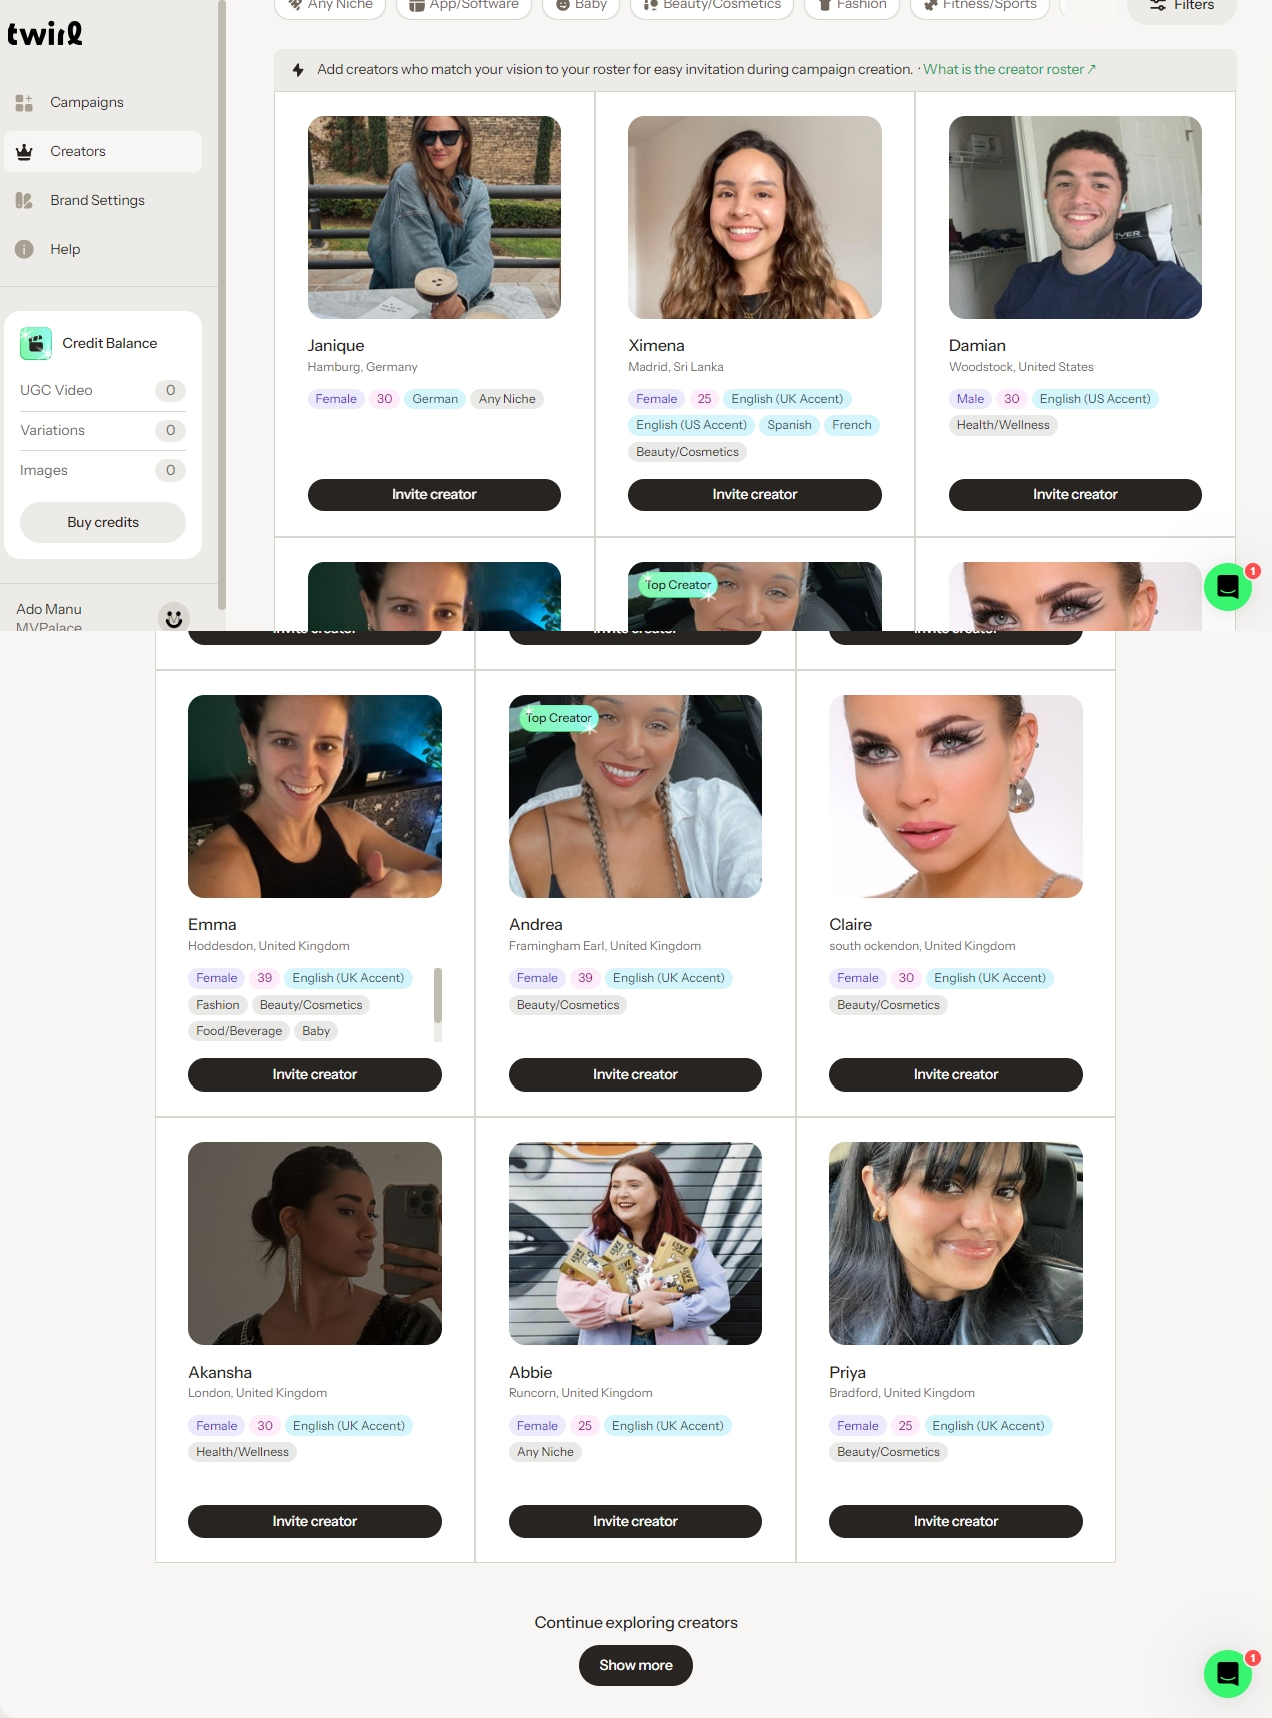 twirl
Campaigns
Creators
Brand Settings
Help
Credit Balance
UGC Video 0
Variations 0
Images 0
Buy credits
Ado Manu
MVPalace
Any Niche App/Software Baby Beauty/Cosmetics Fashion Fitness/Sports Filters
Add creators who match your vision to your roster for easy invitation during campaign creation. · What is the creator roster ↗
Janique
Hamburg, Germany
Female 30 German Any Niche
Invite creator
Ximena
Madrid, Sri Lanka
Female 25 English (UK Accent)
English (US Accent) Spanish French
Beauty/Cosmetics
Invite creator
Damian
Woodstock, United States
Male 30 English (US Accent)
Health/Wellness
Invite creator
Top Creator
1
Invite creator Invite creator Invite creator
Emma
Hoddesdon, United Kingdom
Female 39 English (UK Accent)
Fashion Beauty/Cosmetics
Food/Beverage Baby
Invite creator
Top Creator
Andrea
Framingham Earl, United Kingdom
Female 39 English (UK Accent)
Beauty/Cosmetics
Invite creator
Claire
south ockendon, United Kingdom
Female 30 English (UK Accent)
Beauty/Cosmetics
Invite creator
Akansha
London, United Kingdom
Female 30 English (UK Accent)
Health/Wellness
Invite creator
Abbie
Runcorn, United Kingdom
Female 25 English (UK Accent)
Any Niche
Invite creator
Priya
Bradford, United Kingdom
Female 25 English (UK Accent)
Beauty/Cosmetics
Invite creator
Continue exploring creators
Show more
1